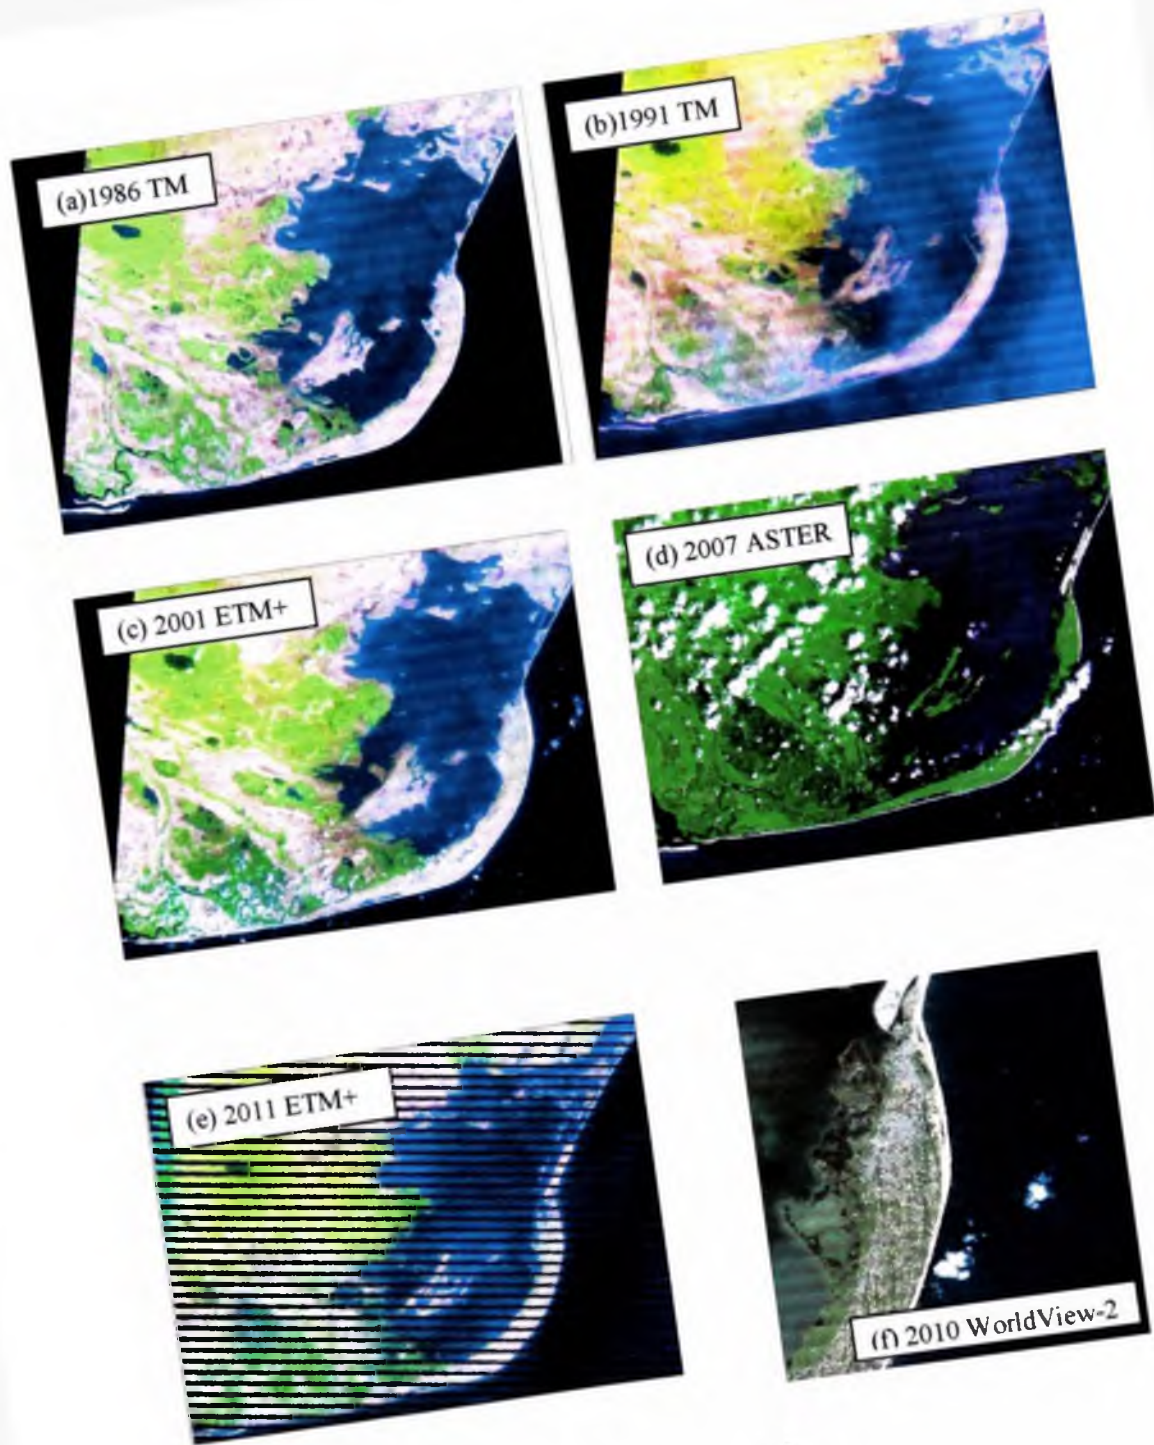 (a)1986 TM
(b)1991 TM
(c) 2001 ETM+
(d) 2007 ASTER
(e) 2011 ETM+
(f) 2010 WorldView-2